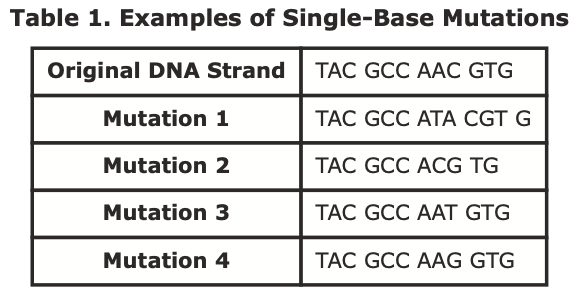 Table 1. Examples of Single-Base Mutations
Original DNA Strand TAC GCC AAC GTG
Mutation 1 TAC GCC ATA CGT G
Mutation 2 TAC GCC ACG TG
Mutation 3 TAC GCC AAT GTG
Mutation 4 TAC GCC AAG GTG